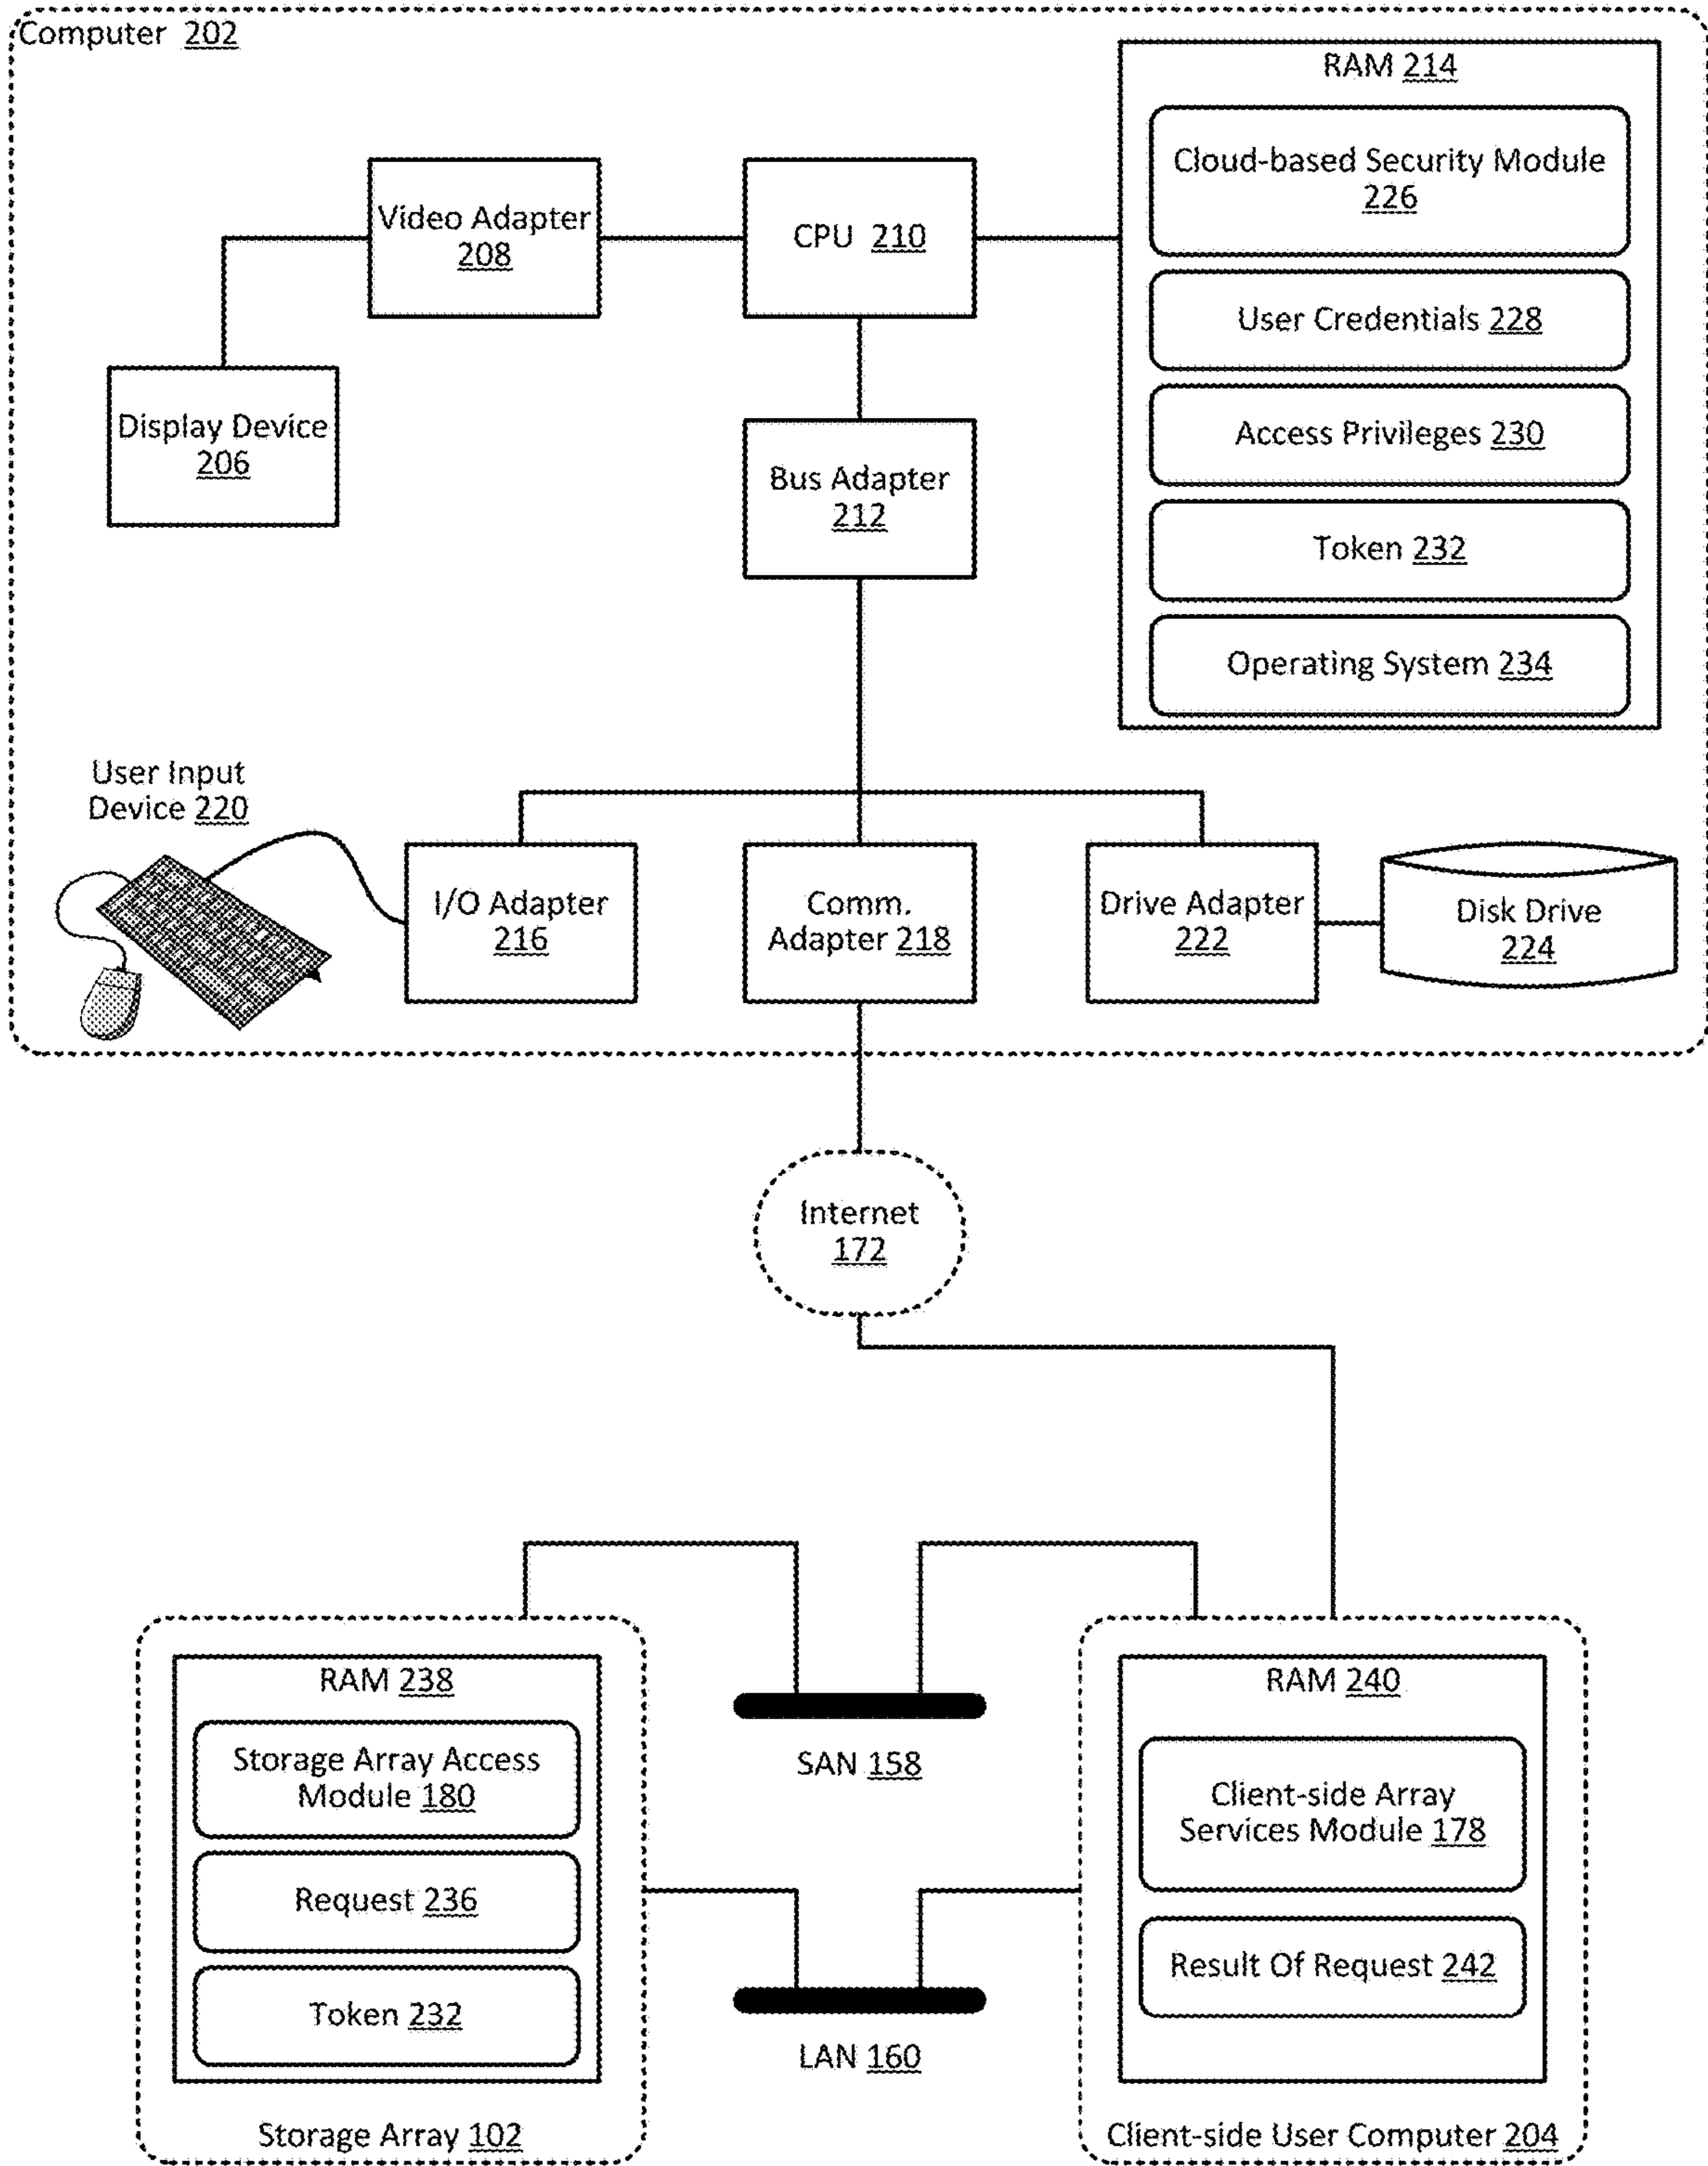 Computer 202
RAM 214
Cloud-based Security Module
226
Video Adapter
208
CPU 210
User Credentials 228
Display Device
206
Access Privileges 230
Bus Adapter
212
Token 232
Operating System 234
User Input
Device 220
I/O Adapter
216
Comm.
Adapter 218
Drive Adapter
222
Disk Drive
224
Internet
172
RAM 238
Storage Array Access
Module 180
Request 236
Token 232
Storage Array 102
SAN 158
LAN 160
RAM 240
Client-side Array
Services Module 178
Result Of Request 242
Client-side User Computer 204